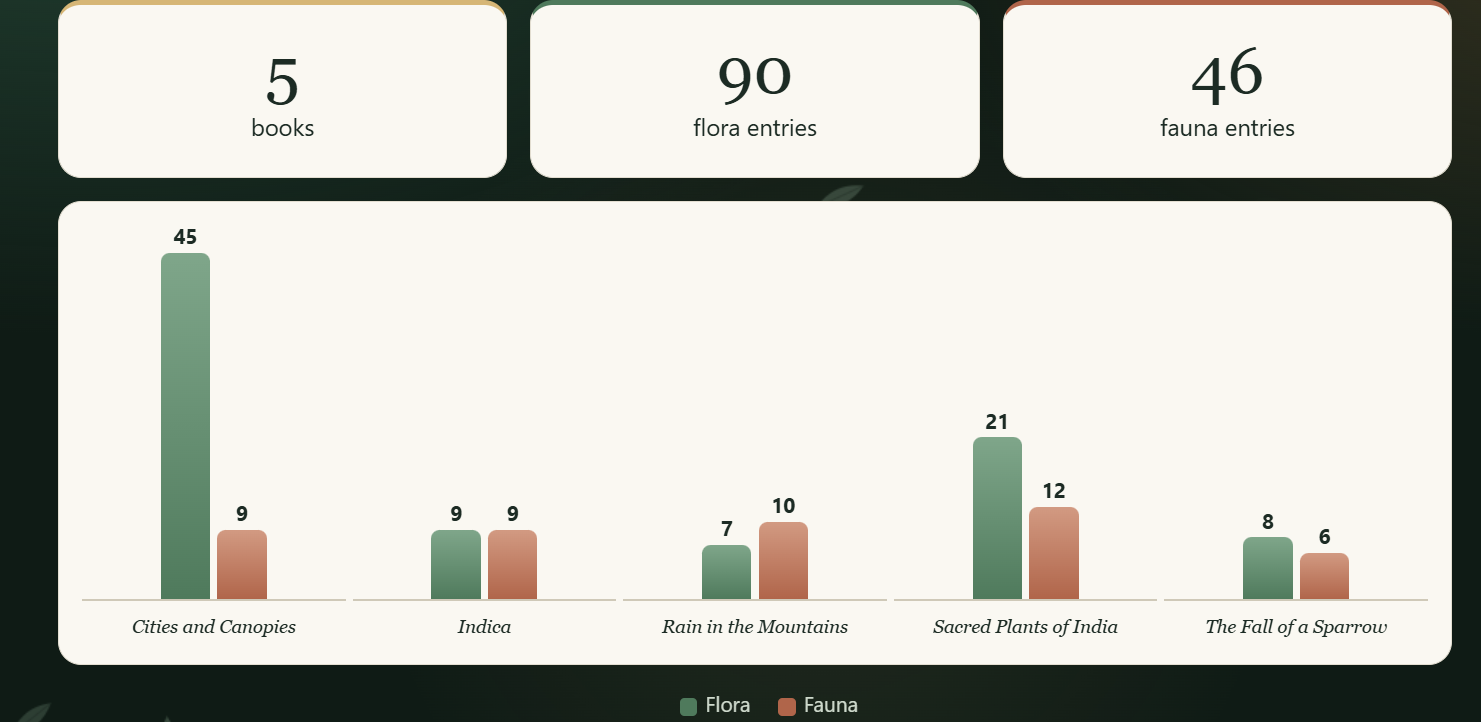 5
books
90
flora entries
46
fauna entries
45
9
9
9
7
10
21
12
8
6
Cities and Canopies
Indica
Rain in the Mountains
Sacred Plants of India
The Fall of a Sparrow
Flora
Fauna